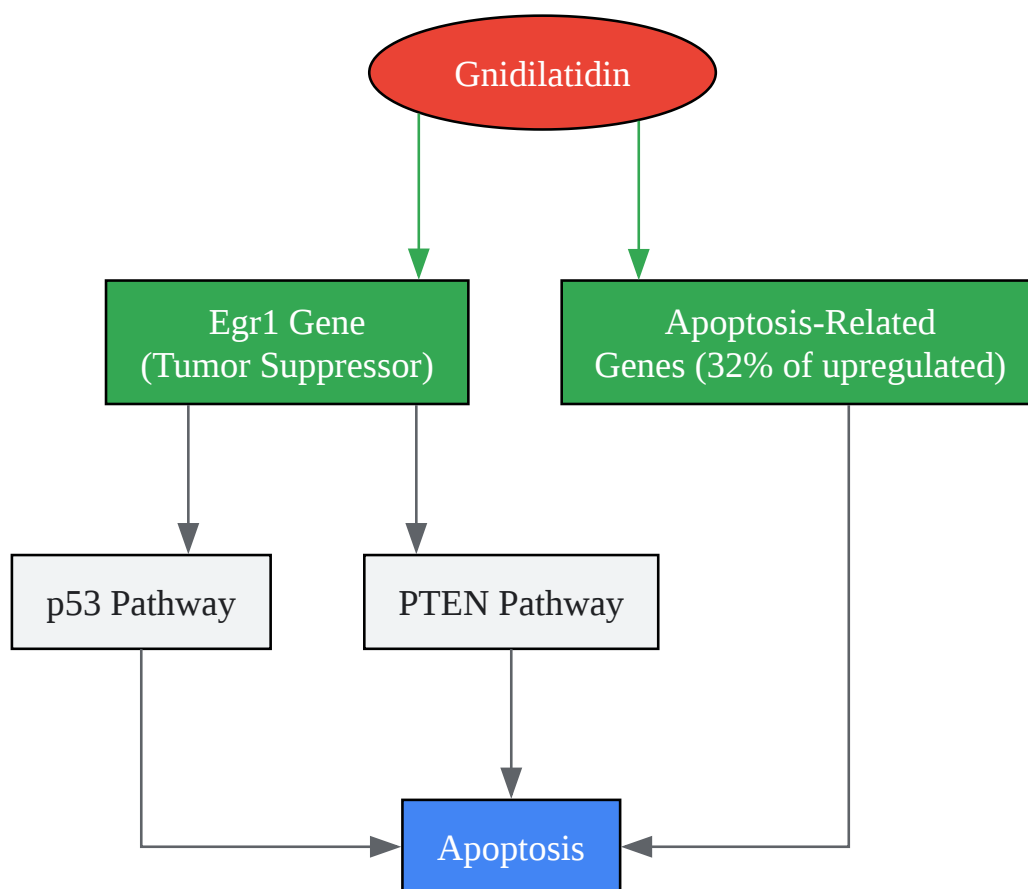 Gnidilatidin
Egr1 Gene
(Tumor Suppressor)
Apoptosis-Related
Genes (32% of upregulated)
p53 Pathway
PTEN Pathway
Apoptosis